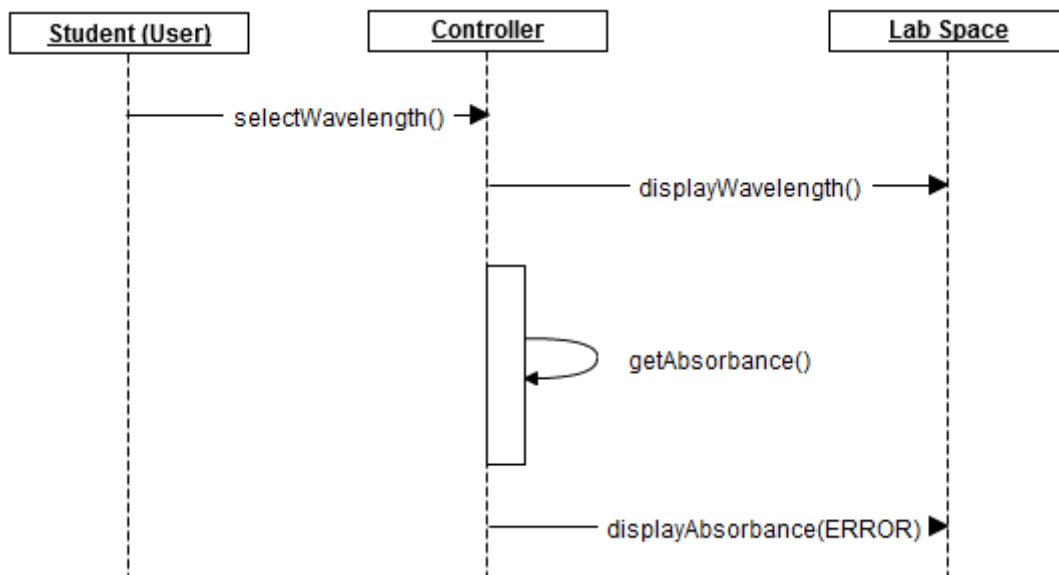 Student (User)
Controller
Lab Space
selectWavelength()
displayWavelength()
getAbsorbance()
displayAbsorbance(ERROR)